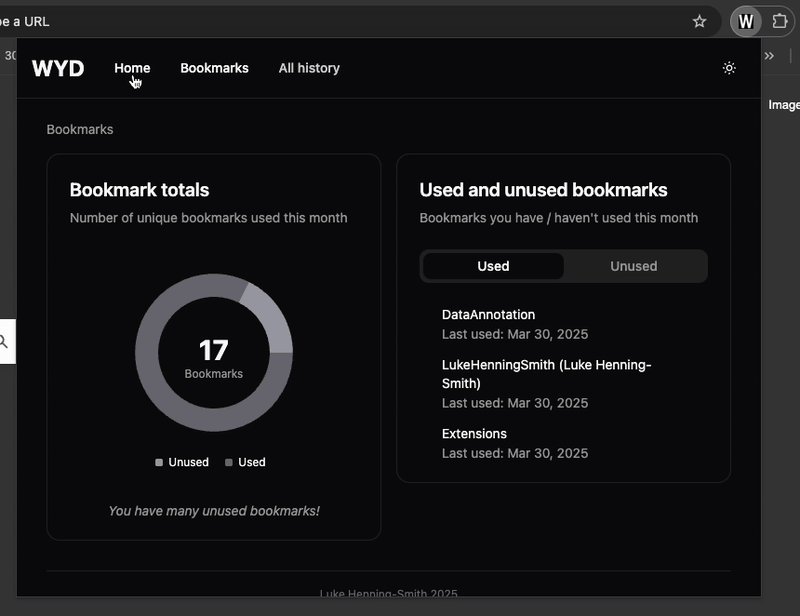 be a URL
W
30
»
WYD
Home
Bookmarks
All history
Image
Bookmarks
Bookmark totals
Number of unique bookmarks used this month
17
Bookmarks
Unused
Used
You have many unused bookmarks!
Used and unused bookmarks
Bookmarks you have / haven't used this month
Used
Unused
DataAnnotation
Last used: Mar 30, 2025
LukeHenningSmith (Luke Henning-
Smith)
Last used: Mar 30, 2025
Extensions
Last used: Mar 30, 2025
Luke Henning-Smith 2025